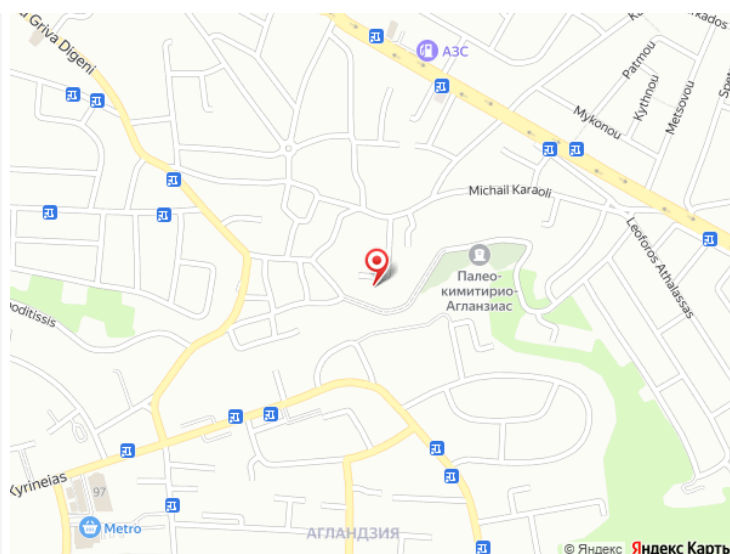 Griva Digeni
АЗС
Patmou
Kythnou
Metsovou
Mykonou
Michail Karaoli
Leoforos Athalassas
Палео-
кимитирио-
Агланзиас
Kyrineias
97
Metro
АГЛАНДЗИЯ
© Яндекс Яндекс Карты